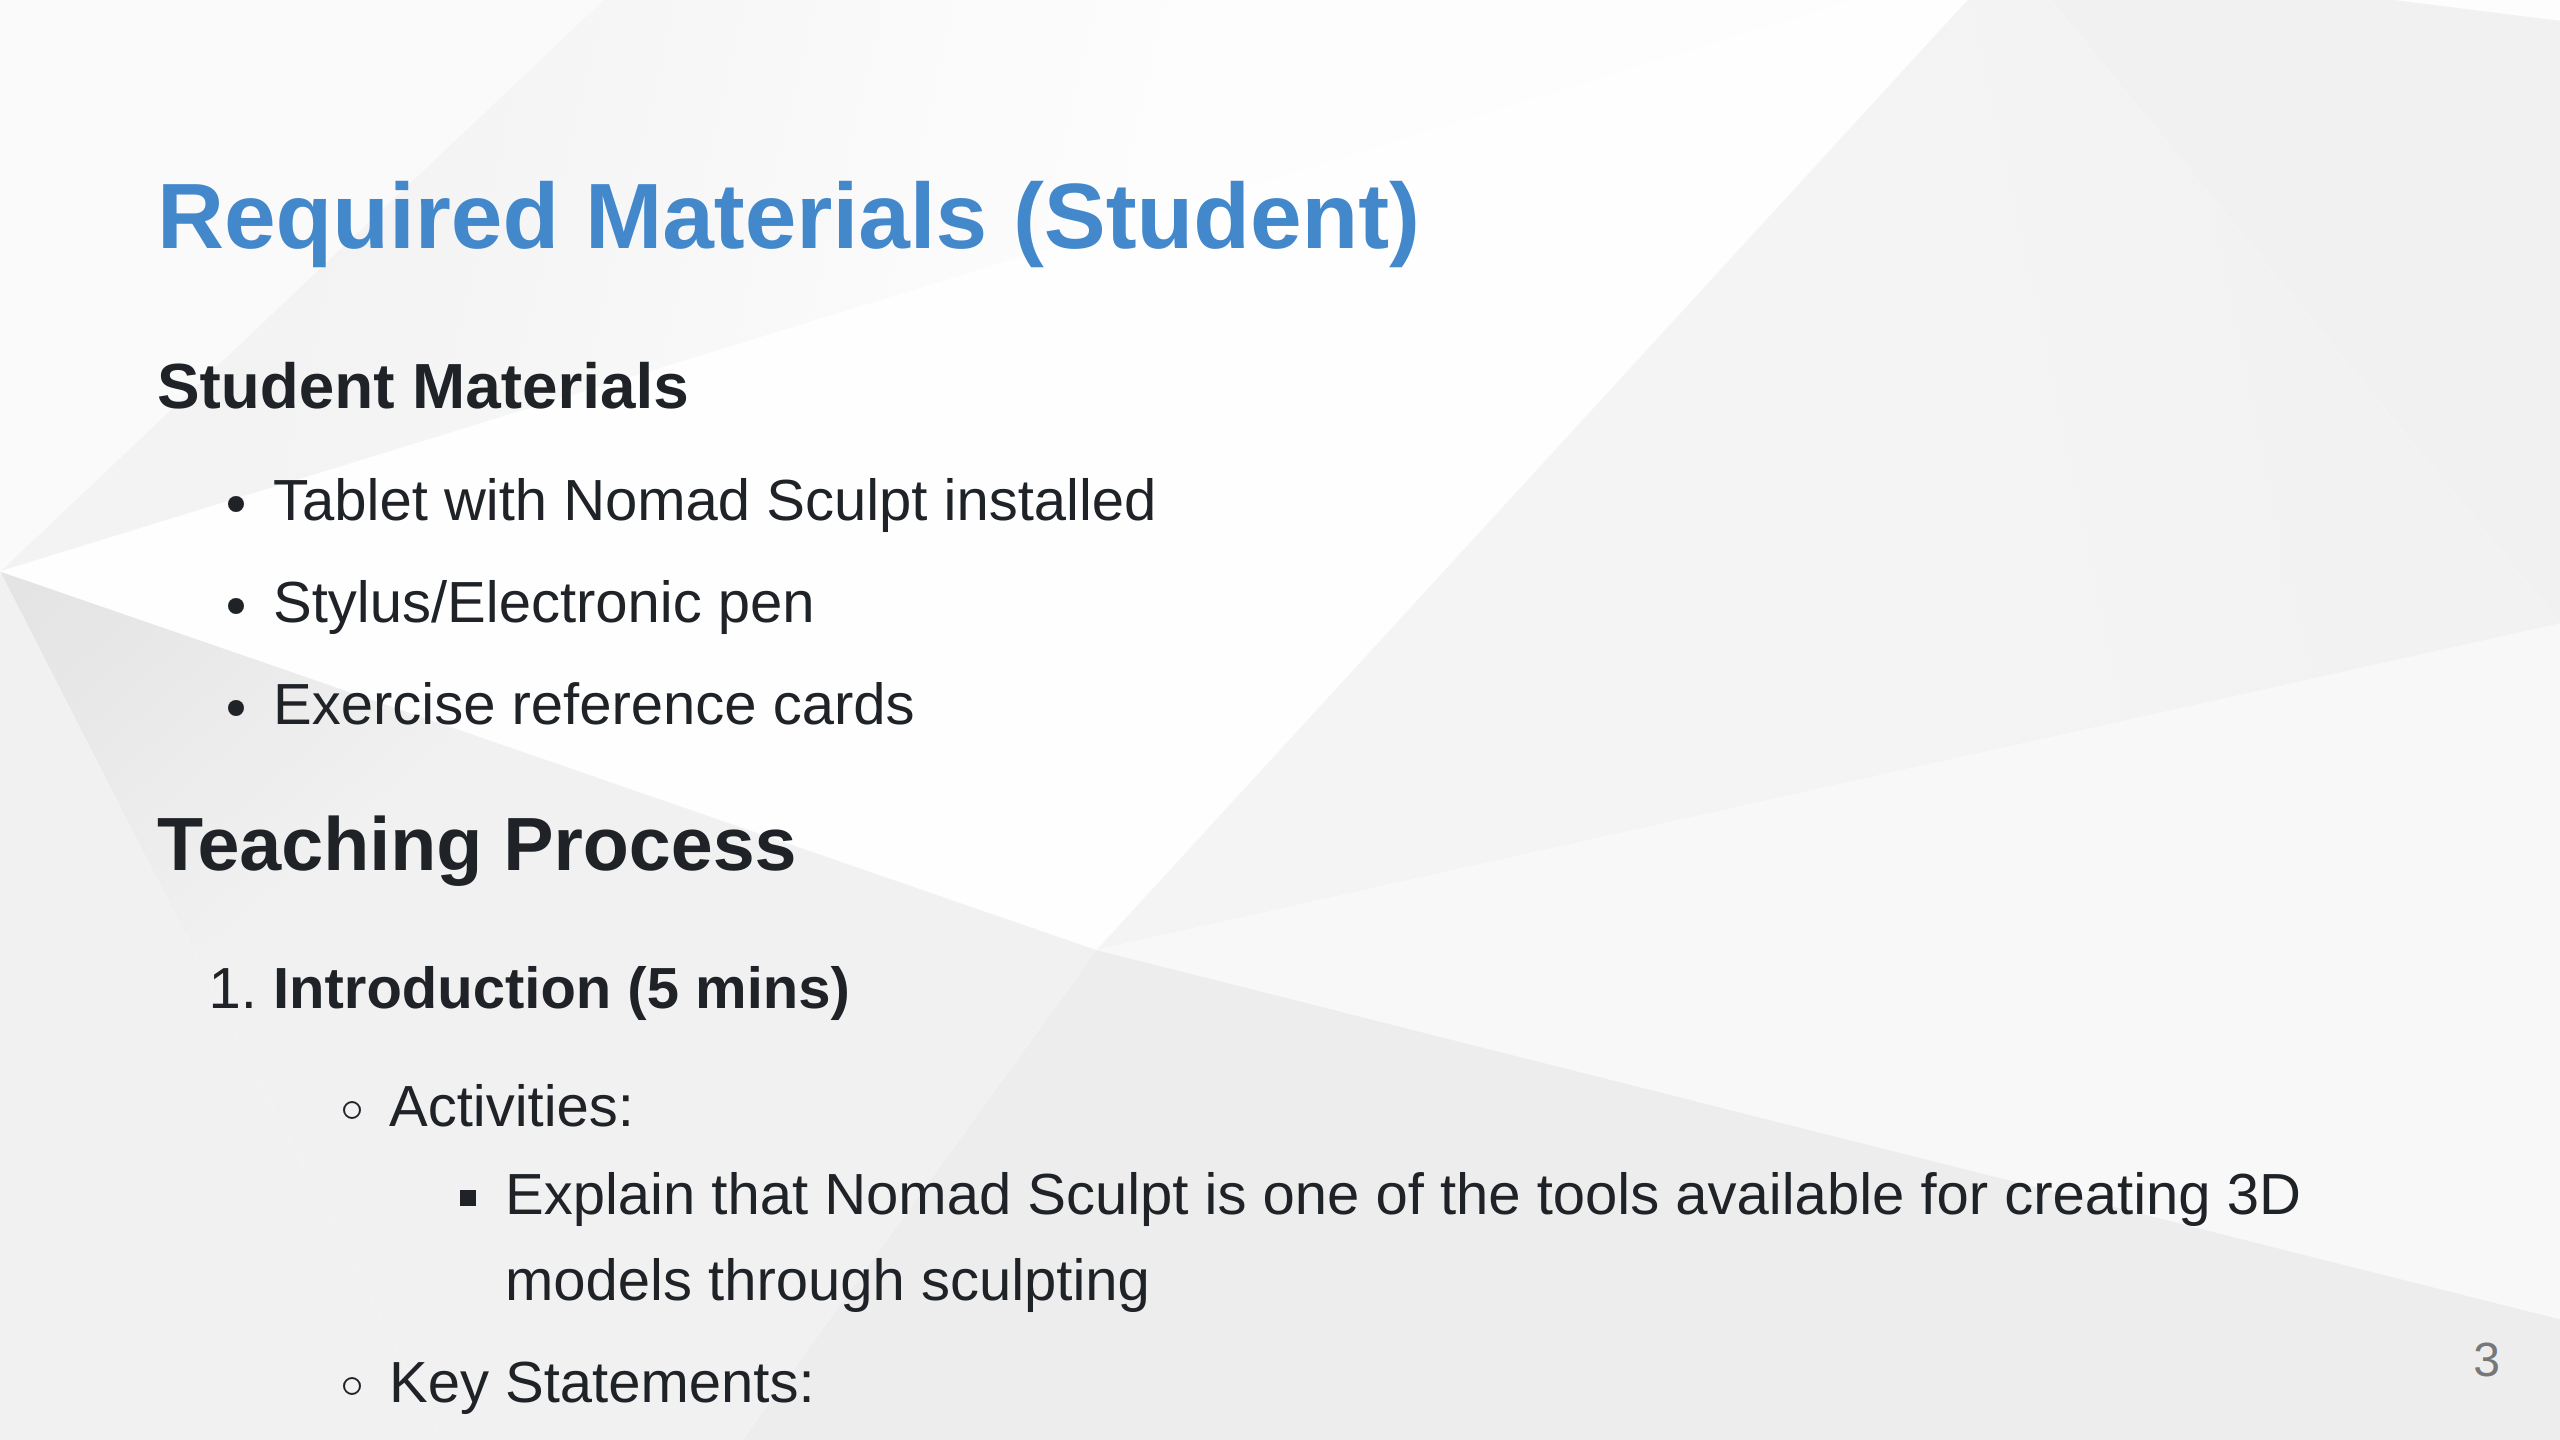 Required Materials (Student)
Student Materials
• Tablet with Nomad Sculpt installed
• Stylus/Electronic pen
• Exercise reference cards
Teaching Process
1. Introduction (5 mins)
○ Activities:
▪ Explain that Nomad Sculpt is one of the tools available for creating 3D
models through sculpting
○ Key Statements:
3